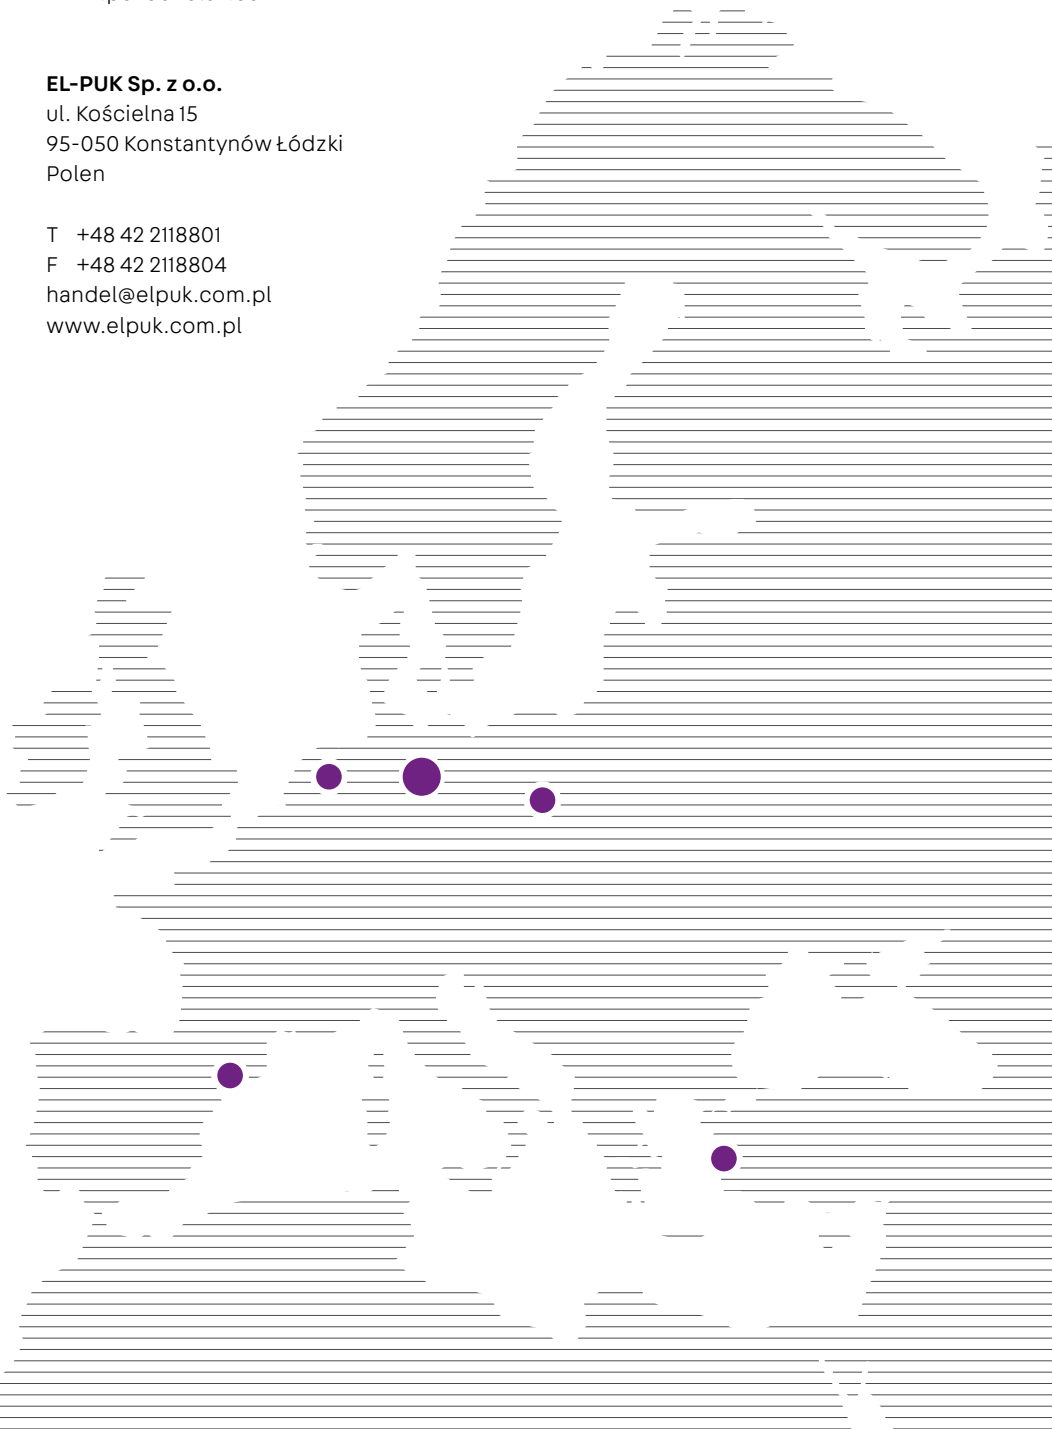 EL-PUK Sp. z o.o.
ul. Kościelna 15
95-050 Konstantynów Łódzki
Polen
T +48 42 2118801
F +48 42 2118804
handel@elpuk.com.pl
www.elpuk.com.pl